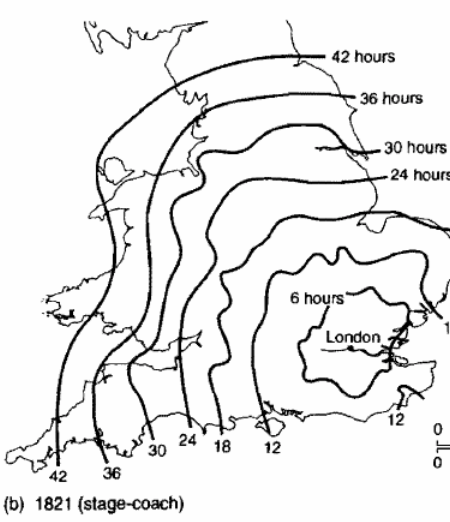 42 hours
36 hours
30 hours
24 hours
6 hours
London
42
36
30
24
18
12
12
0
0
(b) 1821 (stage-coach)